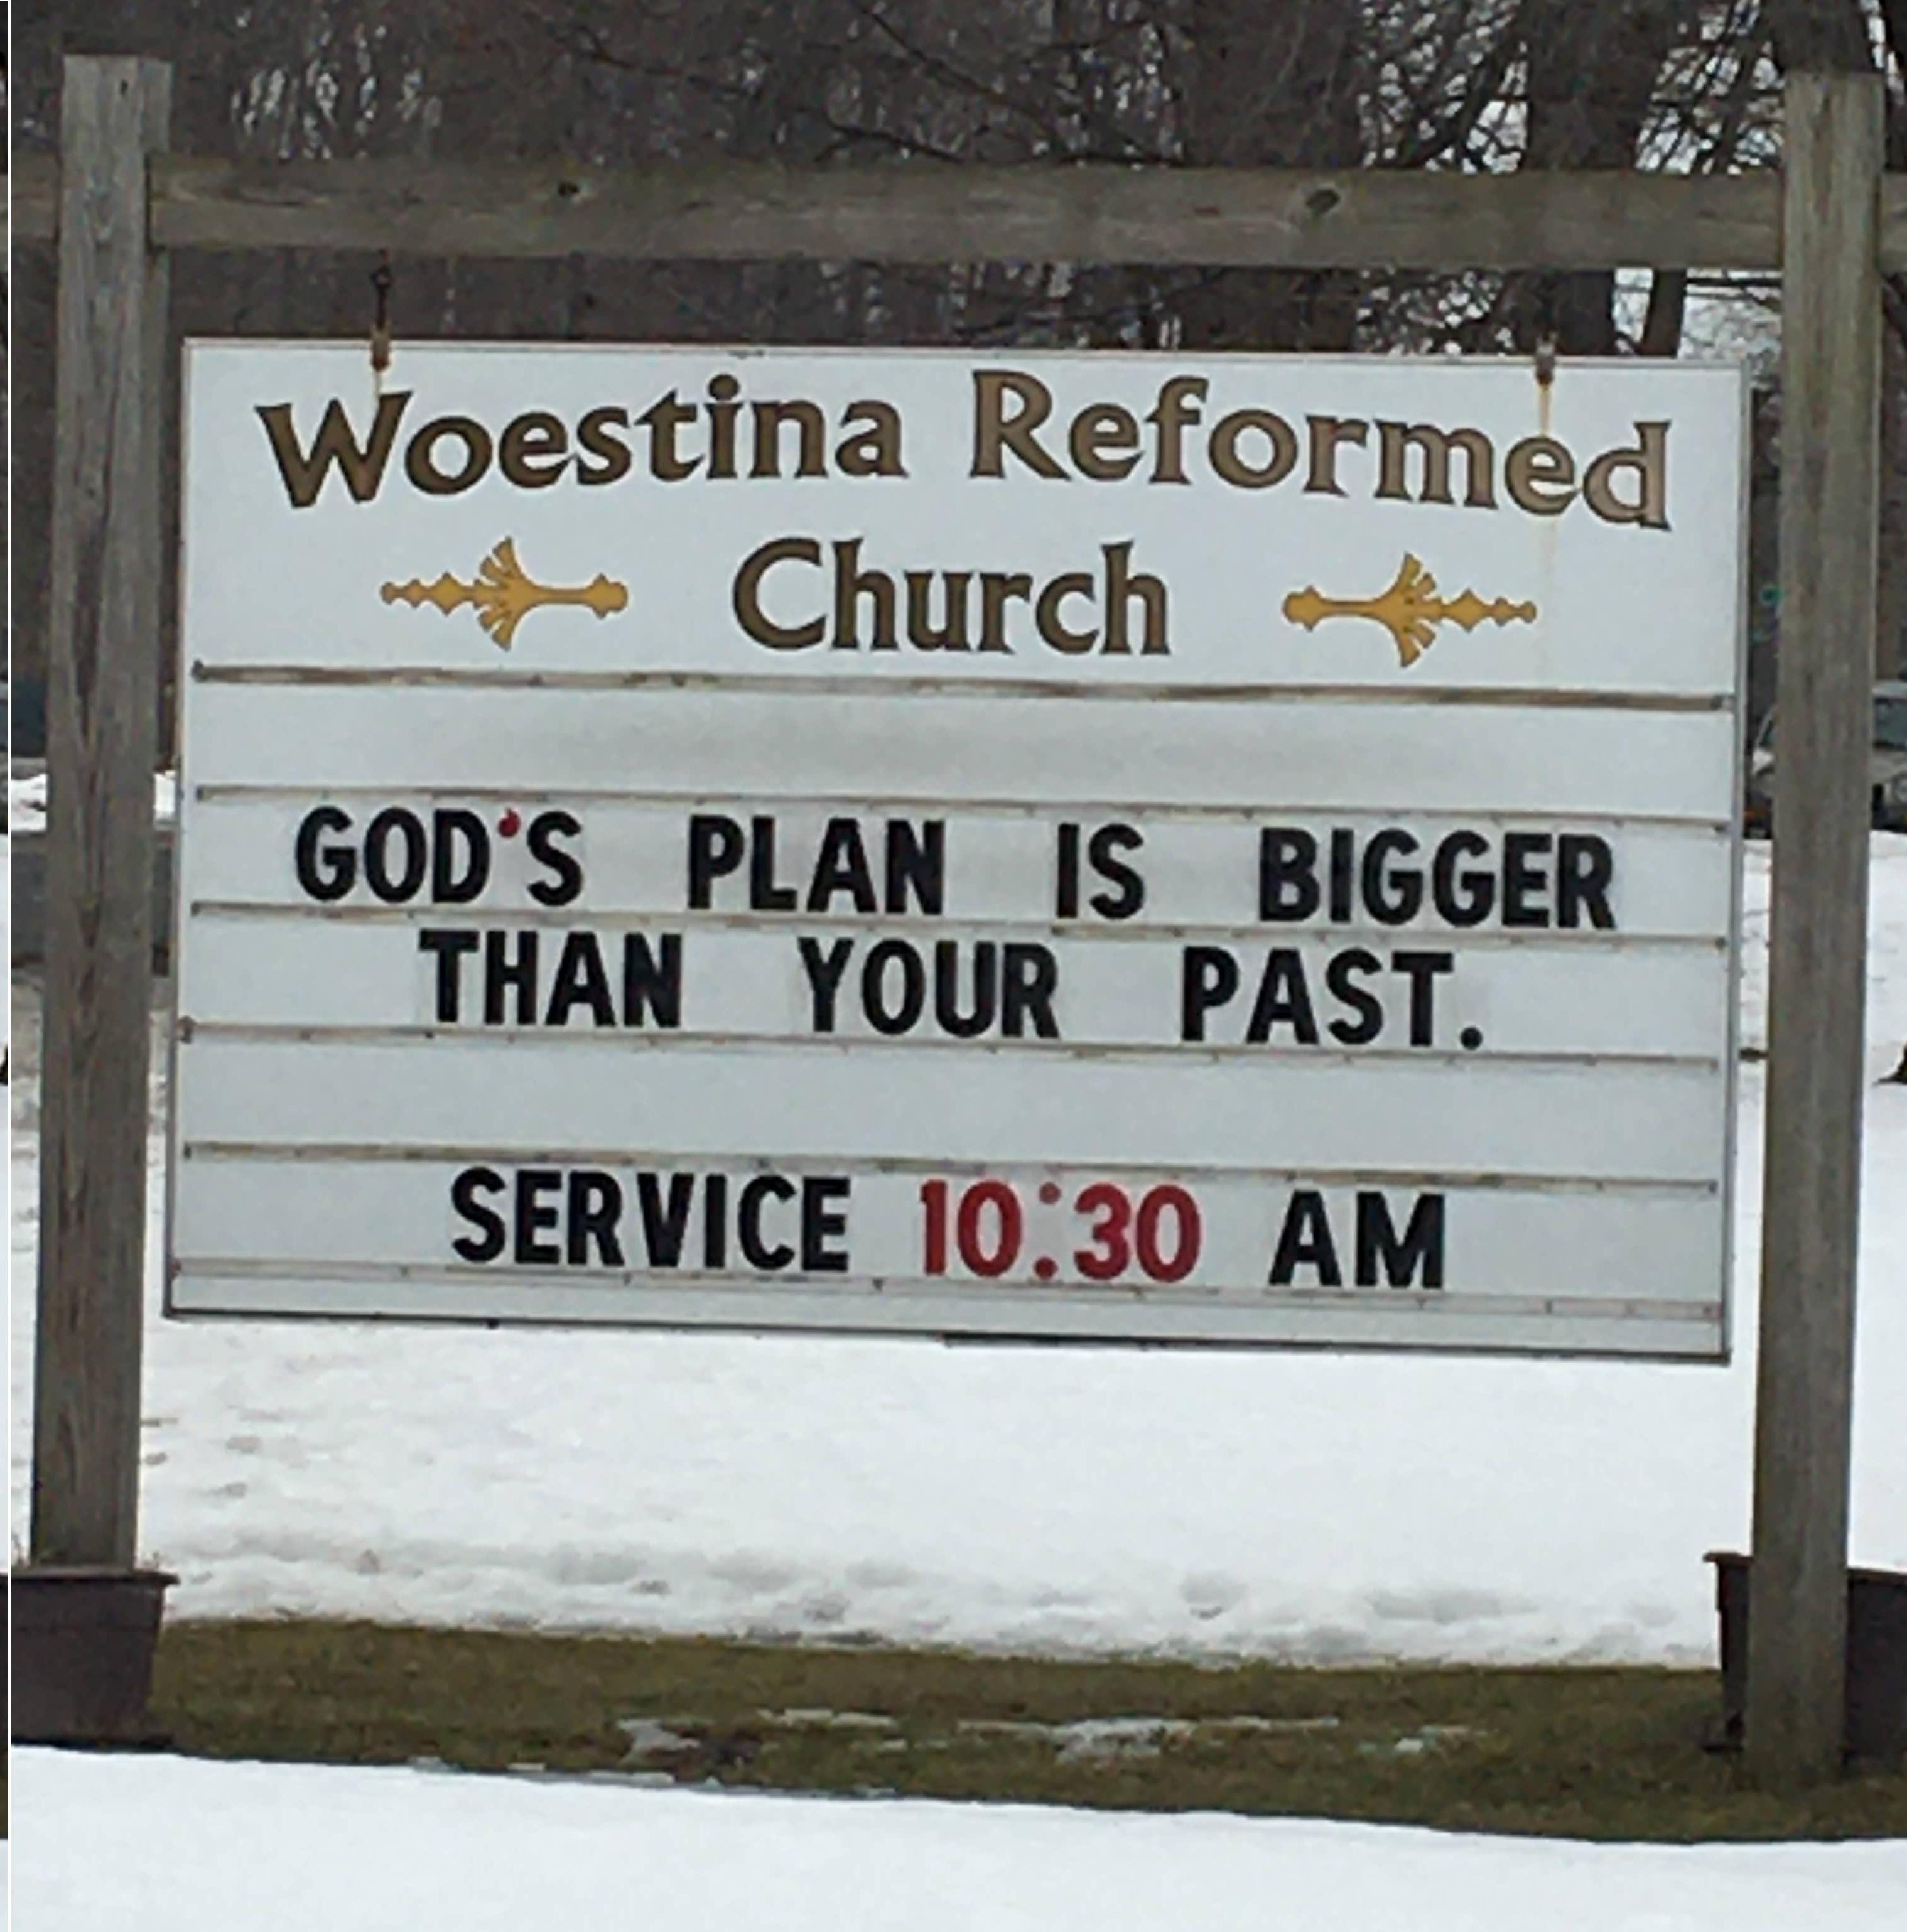 Woestina Reformed
Church
GOD'S PLAN IS BIGGER
THAN YOUR PAST.
SERVICE 10:30 AM